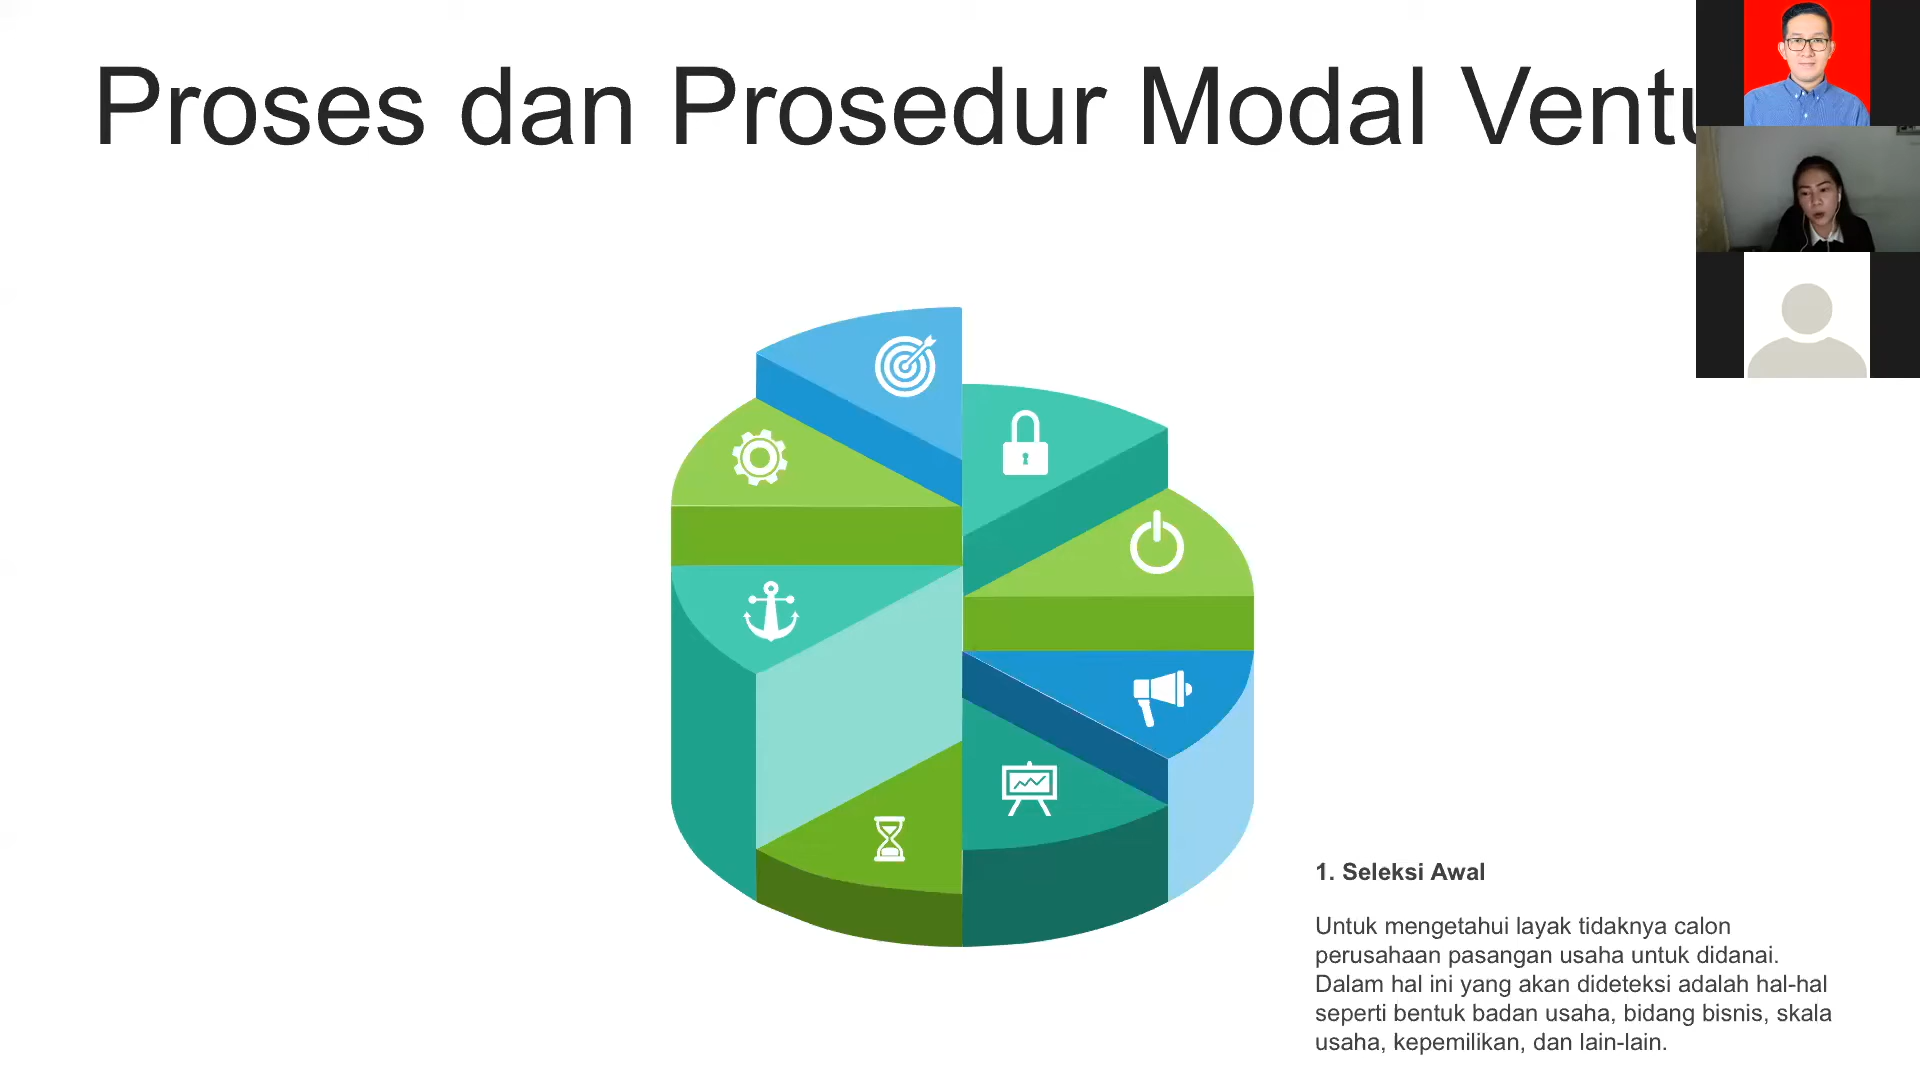 Proses dan Prosedur Modal Ventu
1. Seleksi Awal
Untuk mengetahui layak tidaknya calon
perusahaan pasangan usaha untuk didanai.
Dalam hal ini yang akan dideteksi adalah hal-hal
seperti bentuk badan usaha, bidang bisnis, skala
usaha, kepemilikan, dan lain-lain.